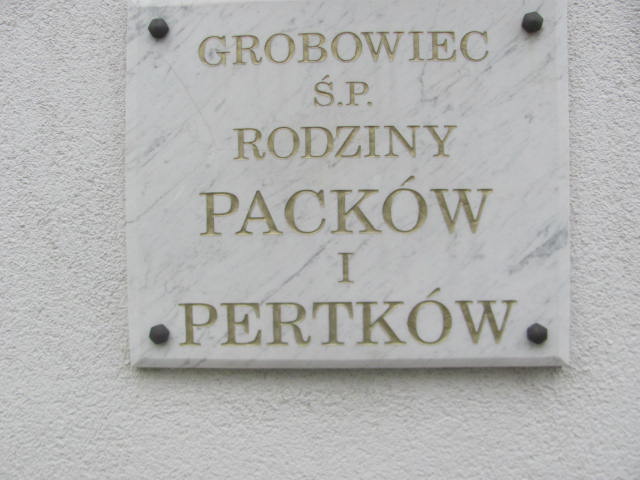 GROBOWIEC
Ś.P.
RODZINY
PACKÓW
I
PERTKÓW